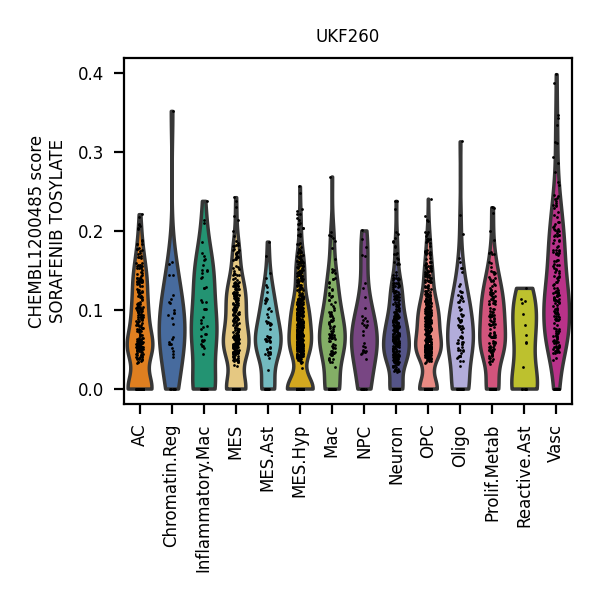 UKF260
CHEMBL1200485 score
SORAFENIB TOSYLATE
0.4
0.3
0.2
0.1
0.0
AC
Chromatin.Reg
Inflammatory.Mac
MES
MES.Ast
MES.Hyp
Mac
NPC
Neuron
OPC
Oligo
Prolif.Metab
Reactive.Ast
Vasc